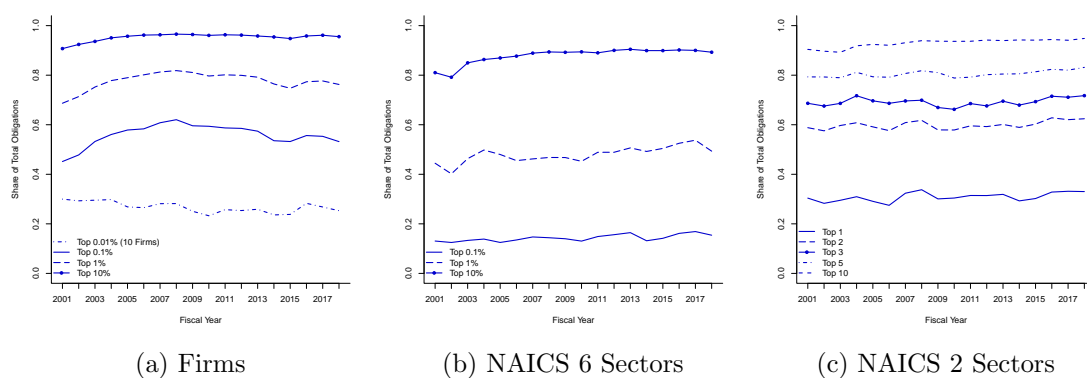 1.0
0.8
0.6
0.4
0.2
0.0
Share of Total Obligations
Top 0.01% (10 Firms)
Top 0.1%
Top 1%
Top 10%
2001 2003 2005 2007 2009 2011 2013 2015 2017
Fiscal Year
(a) Firms
1.0
0.8
0.6
0.4
0.2
0.0
Share of Total Obligations
Top 0.1%
Top 1%
Top 10%
2001 2003 2005 2007 2009 2011 2013 2015 2017
Fiscal Year
(b) NAICS 6 Sectors
1.0
0.8
0.6
0.4
0.2
0.0
Share of Total Obligations
Top 1
Top 2
Top 3
Top 5
Top 10
2001 2003 2005 2007 2009 2011 2013 2015 2017
Fiscal Year
(c) NAICS 2 Sectors